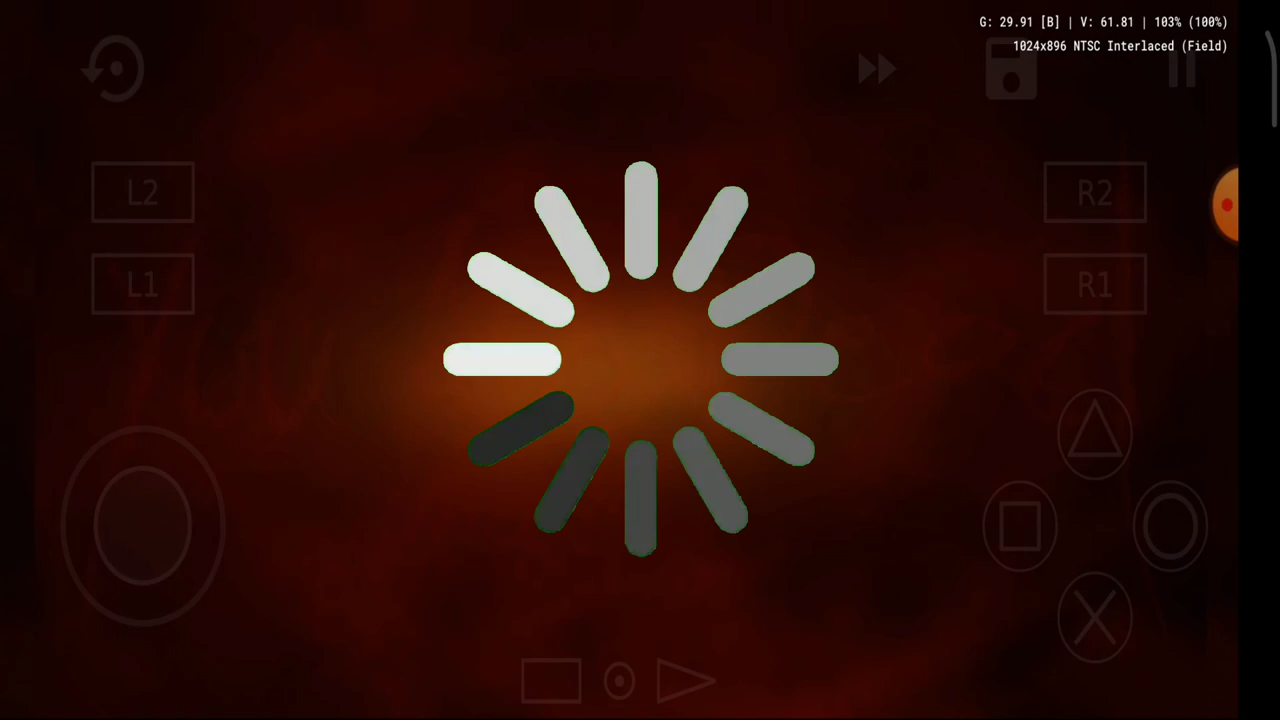 G: 29.91 [B] | V: 61.81 | 103% (100%)
1024x896 NTSC Interlaced (Field)
L2
R2
L1
R1